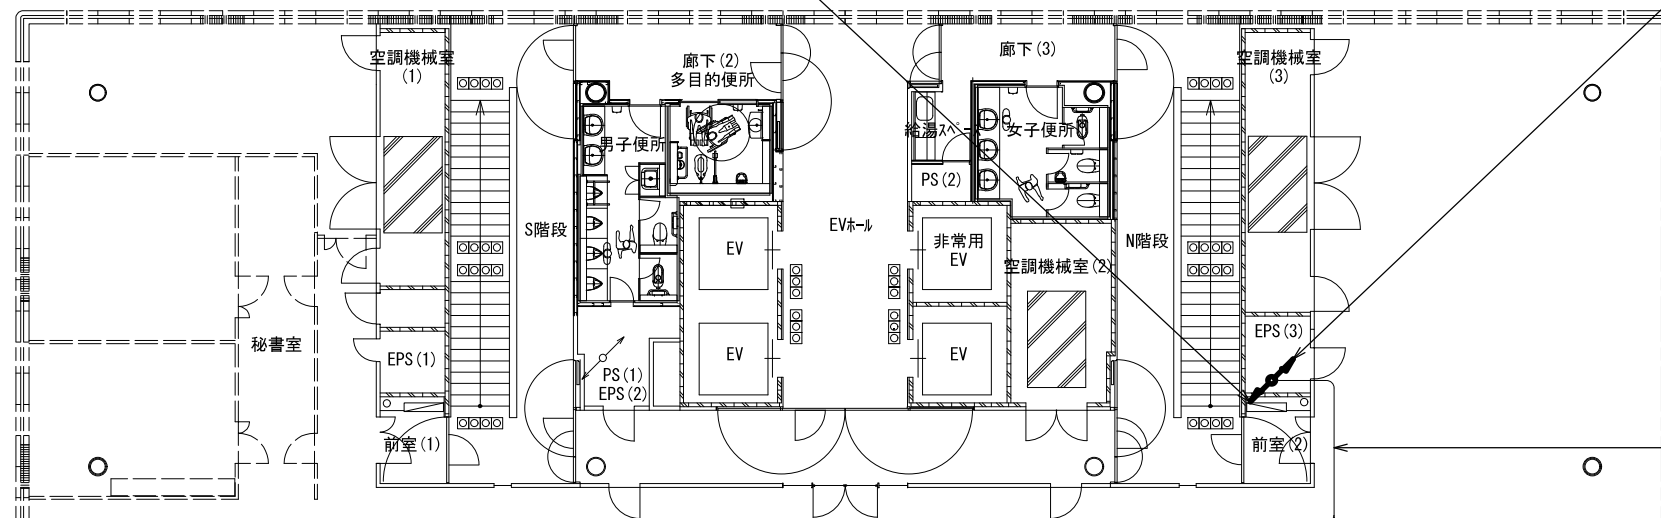 空調機械室
(1)
廊下(2)
多目的便所
廊下(3)
空調機械室
(3)
男子便所
給湯ｽﾍﾟｰｽ
女子便所
PS(2)
S階段
EV
EVﾎｰﾙ
非常用
EV
空調機械室(2)
N階段
秘書室
EPS(1)
PS(1)
EPS(2)
EV
EV
EPS(3)
前室(1)
前室(2)